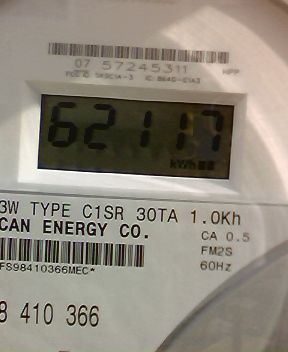 07 57245311
62117
kWh
3W TYPE C1SR 30TA 1.0Kh
CAN ENERGY CO.
CA 0.5
FM2S
60Hz
FS98410366MEC*
8 410 366